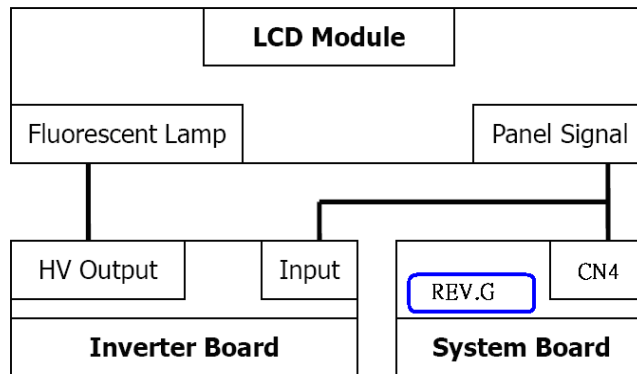 LCD Module
Fluorescent Lamp
Panel Signal
HV Output
Input
REV.G
CN4
Inverter Board
System Board